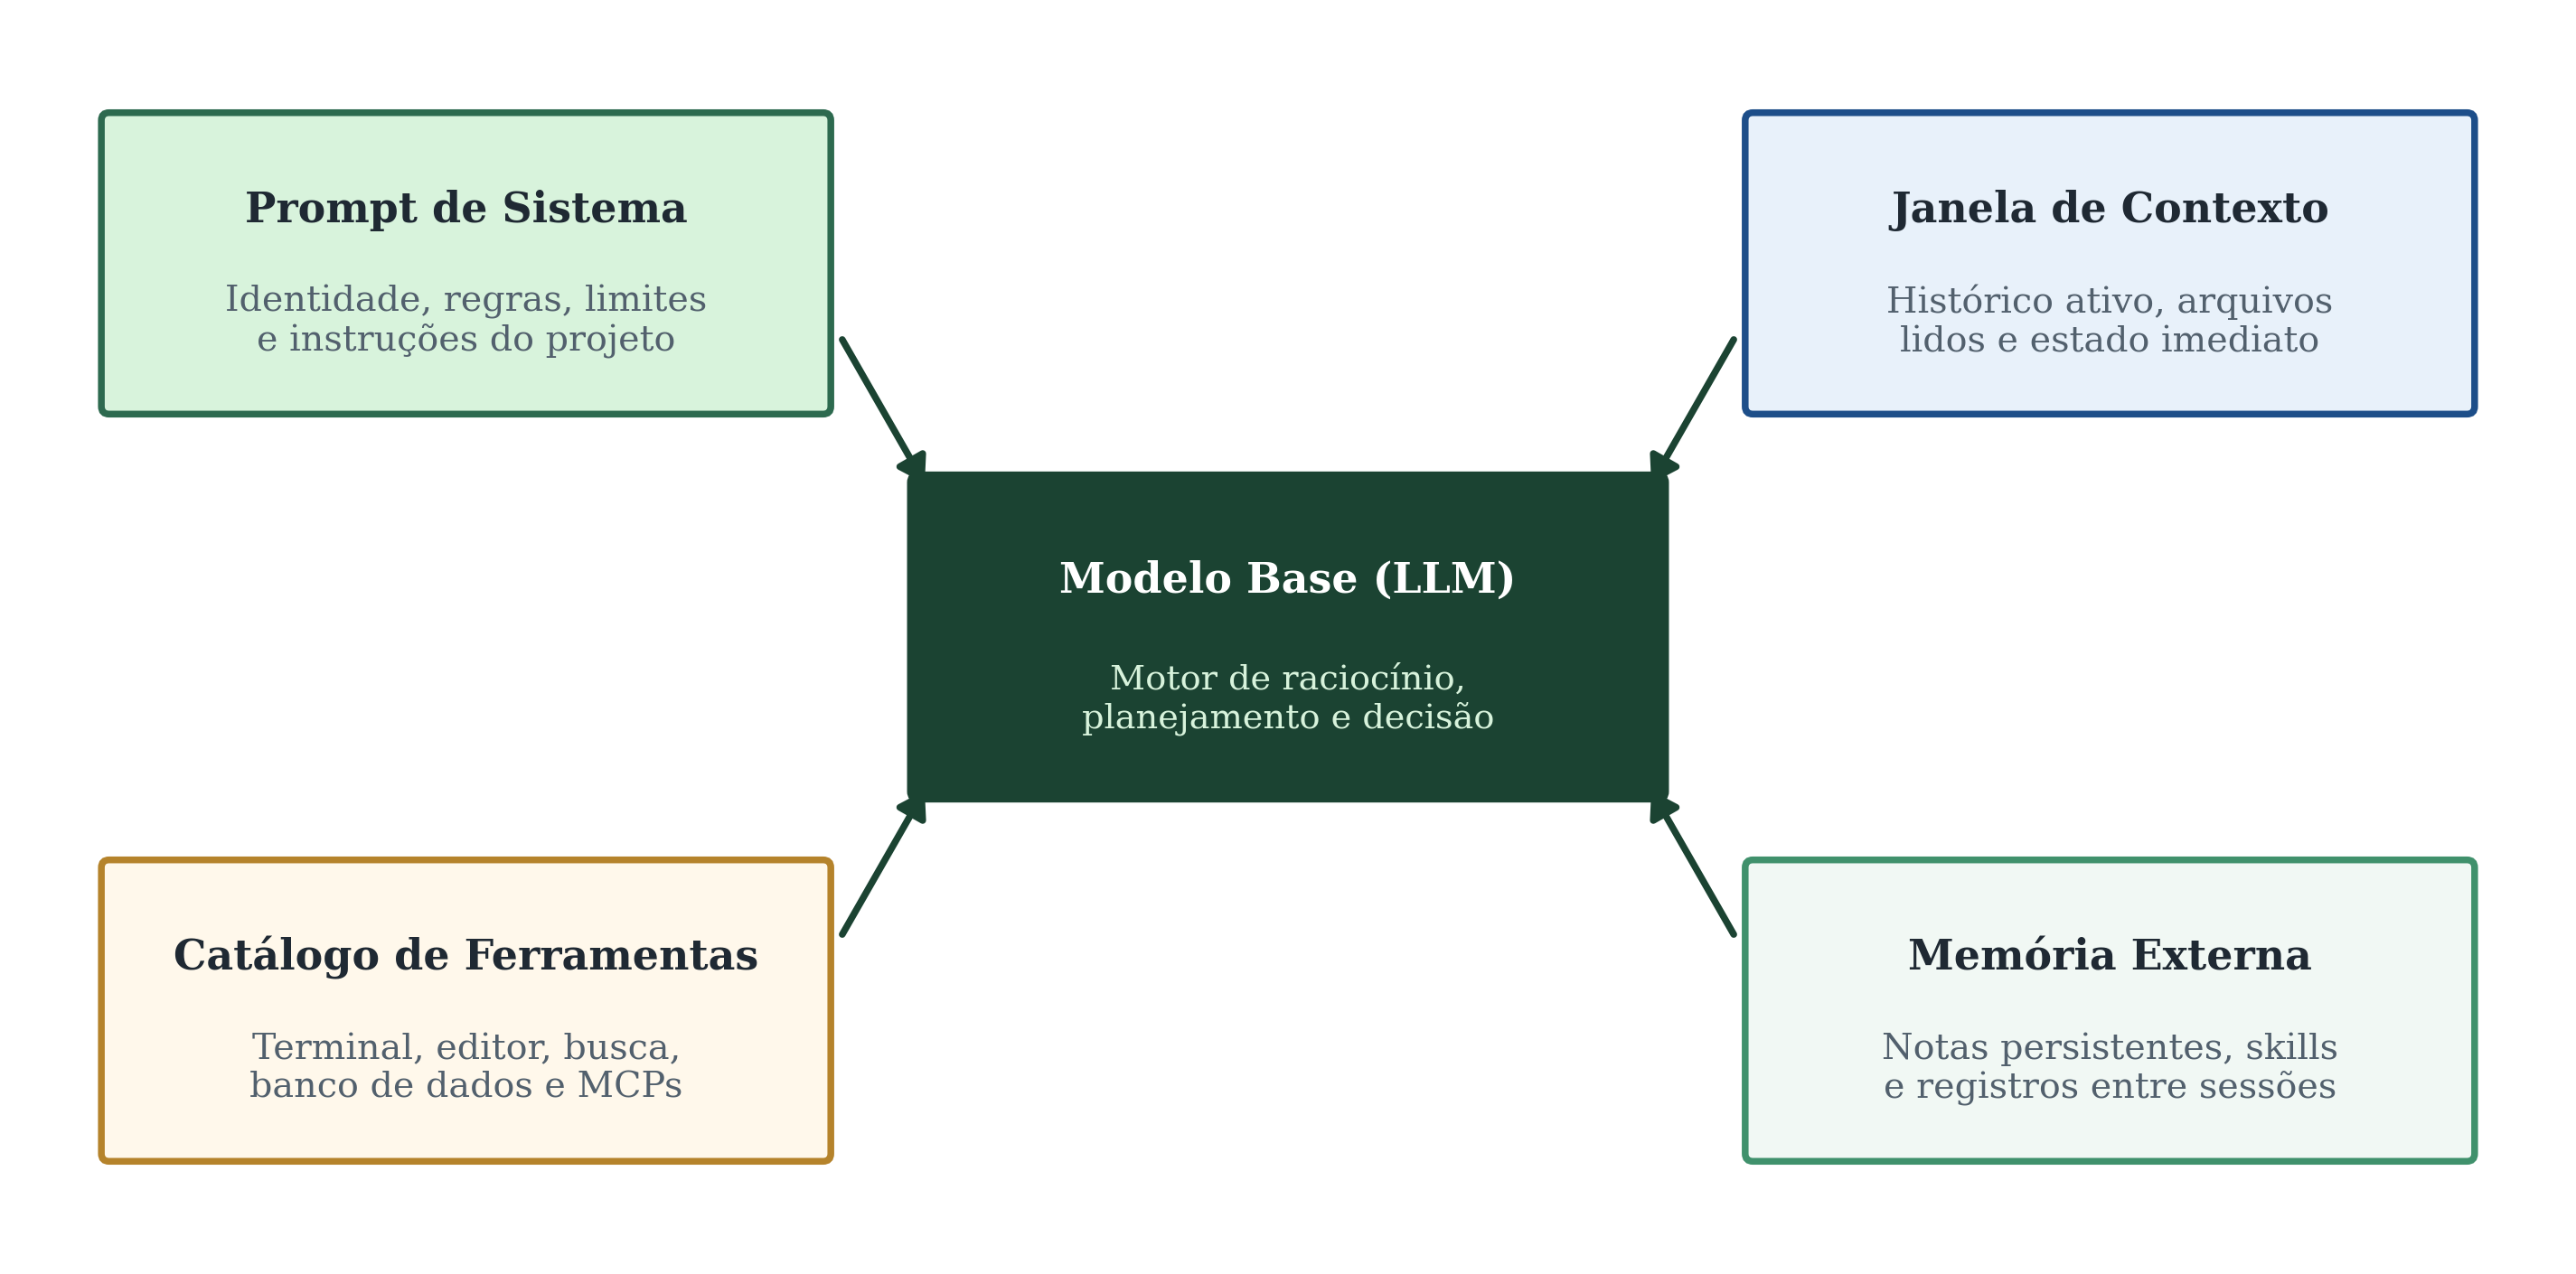 Prompt de Sistema
Identidade, regras, limites
e instruções do projeto
Janela de Contexto
Histórico ativo, arquivos
lidos e estado imediato
Modelo Base (LLM)
Motor de raciocínio,
planejamento e decisão
Catálogo de Ferramentas
Terminal, editor, busca,
banco de dados e MCPs
Memória Externa
Notas persistentes, skills
e registros entre sessões